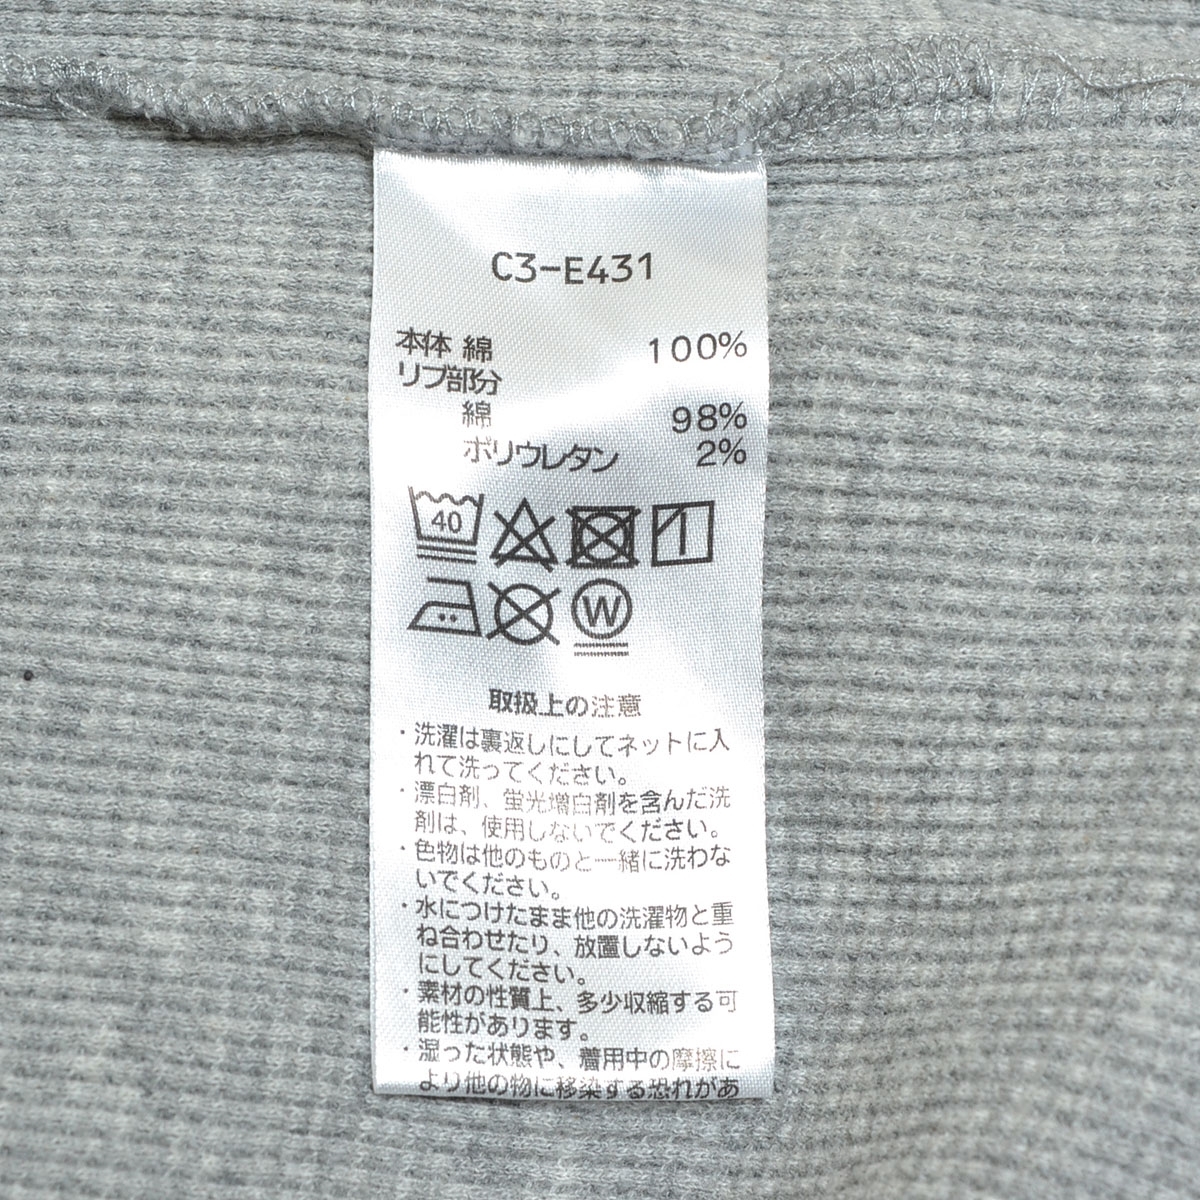 C3-E431
本体 綿 100%
リブ部分
綿 98%
ポリウレタン 2%
40
W
取扱上の注意
・洗濯は裏返しにしてネットに入
れて洗ってください。
・漂白剤、蛍光増白剤を含んだ洗
剤は、使用しないでください。
・色物は他のものと一緒に洗わな
いでください。
・水につけたまま他の洗濯物と重
ね合わせたり、放置しないよう
にしてください。
・素材の性質上、多少収縮する可
能性があります。
・湿った状態や、着用中の摩擦に
より他の物に移染する恐れがあ